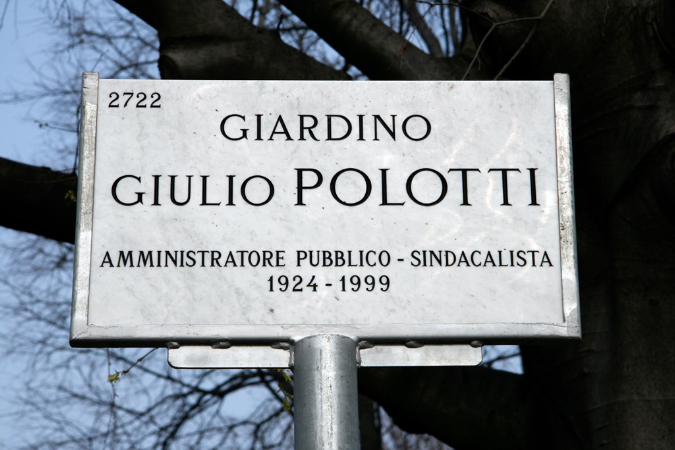 2722
GIARDINO
GIULIO POLOTTI
AMMINISTRATORE PUBBLICO - SINDACALISTA
1924 - 1999